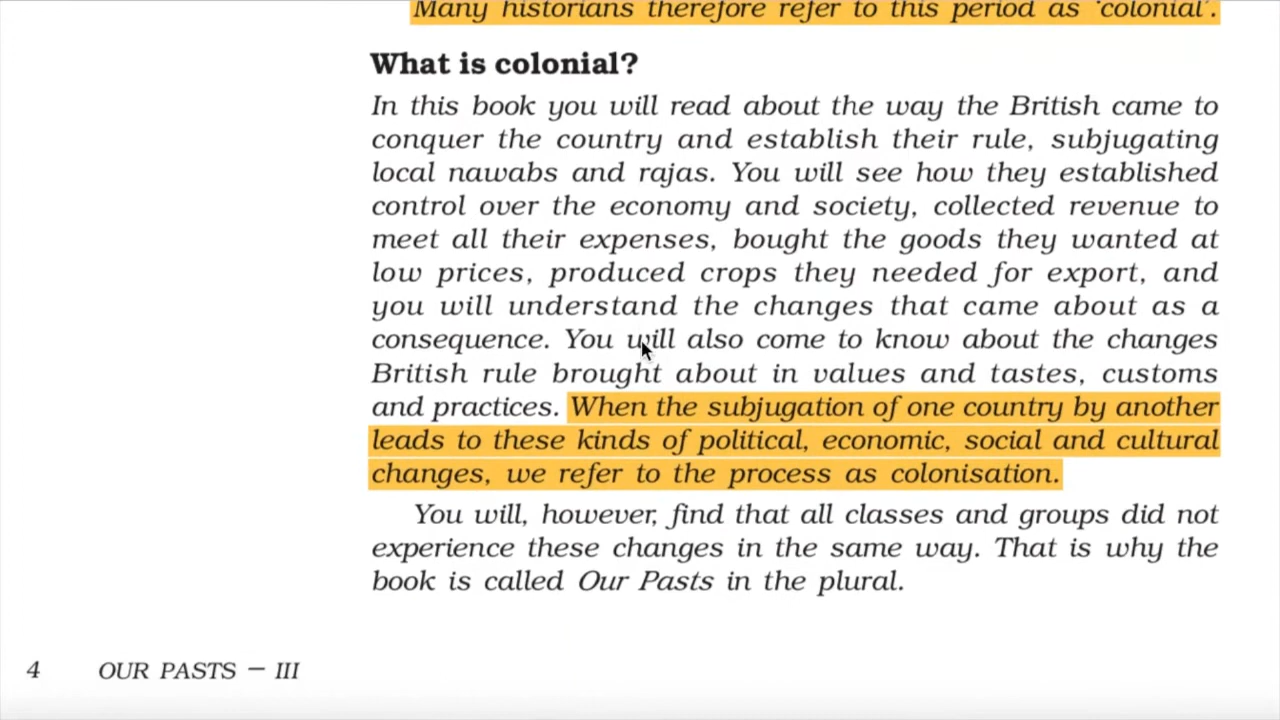 Many historians therefore refer to this period as 'colonial'.
What is colonial?
In this book you will read about the way the British came to
conquer the country and establish their rule, subjugating
local nawabs and rajas. You will see how they established
control over the economy and society, collected revenue to
meet all their expenses, bought the goods they wanted at
low prices, produced crops they needed for export, and
you will understand the changes that came about as a
consequence. You will also come to know about the changes
British rule brought about in values and tastes, customs
and practices. When the subjugation of one country by another
leads to these kinds of political, economic, social and cultural
changes, we refer to the process as colonisation.
You will, however, find that all classes and groups did not
experience these changes in the same way. That is why the
book is called Our Pasts in the plural.
4 OUR PASTS – III